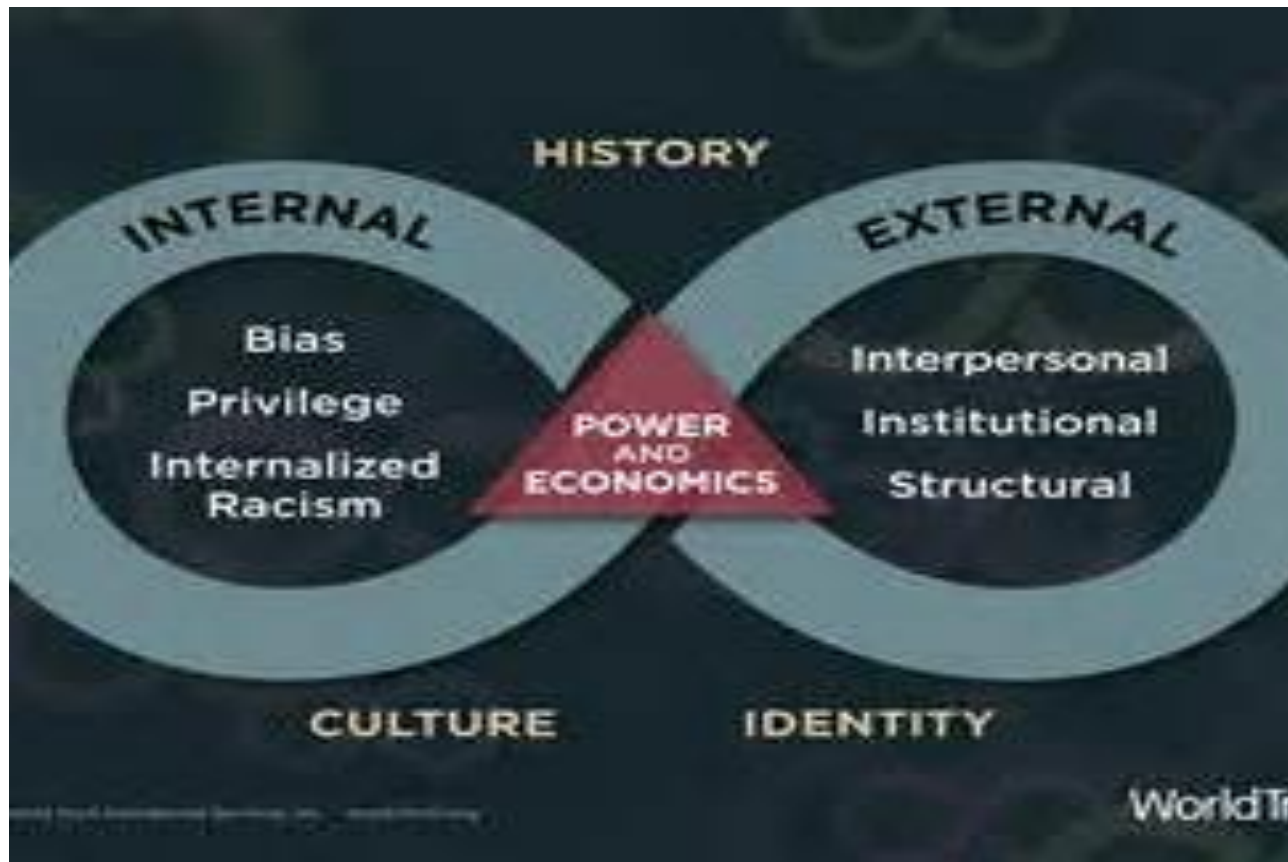 HISTORY
INTERNAL
EXTERNAL
Bias
Privilege
Internalized
Racism
POWER
AND
ECONOMICS
Interpersonal
Institutional
Structural
CULTURE
IDENTITY
WorldTr